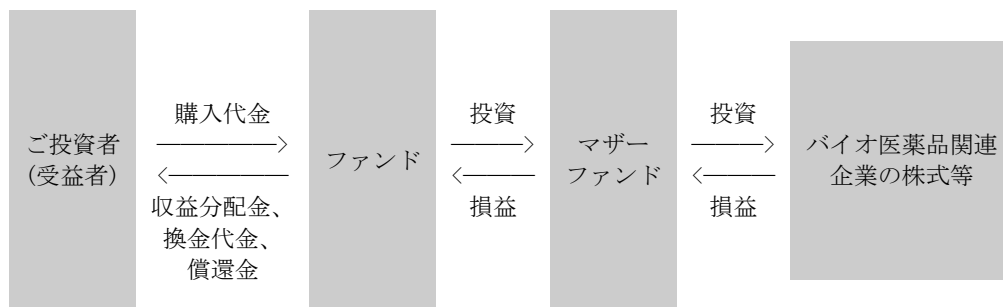 ご投資者
(受益者)
購入代金
収益分配金、
換金代金、
償還金
ファンド
投資
損益
マザー
ファンド
投資
損益
バイオ医薬品関連
企業の株式等